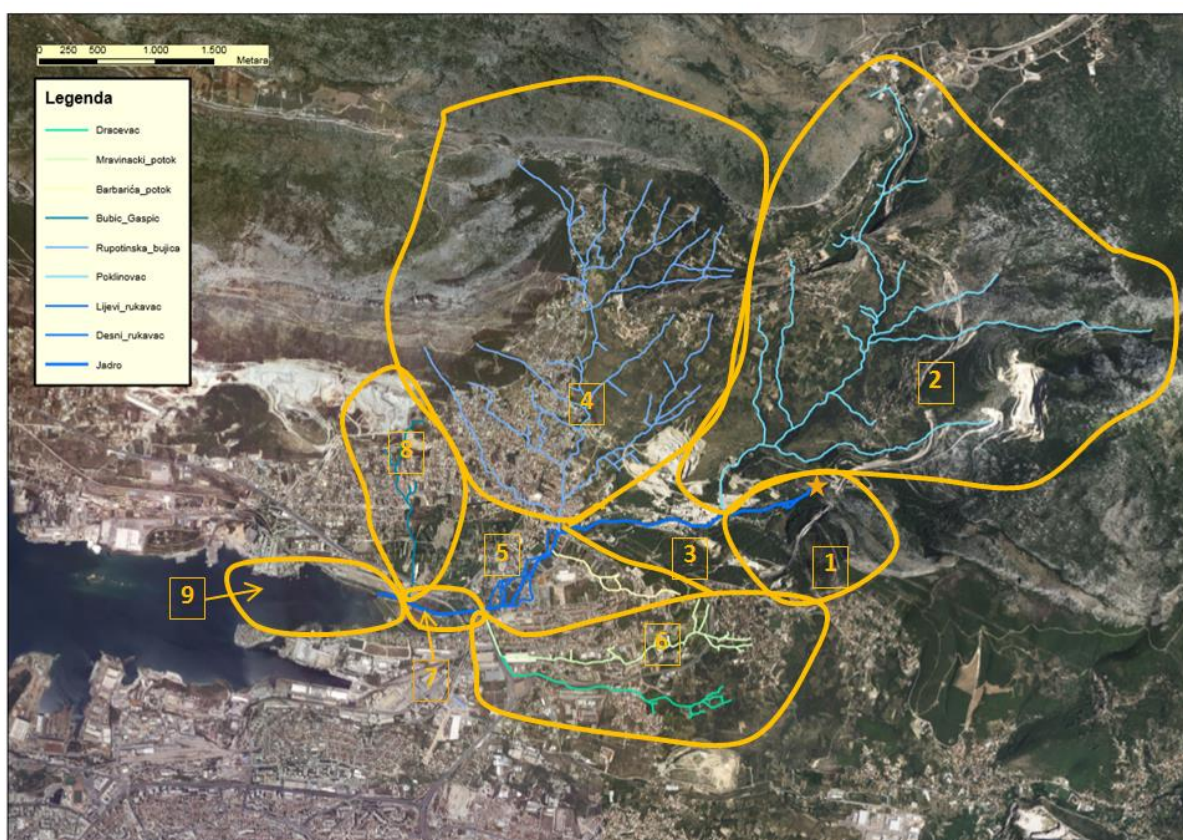 0 250 500 1.000 1.500
Metara
Legenda
Dracevac
Mravinacki_potok
Barbarića_potok
Bubic_Gaspic
Rupotinska_bujica
Poklinovac
Lijevi_rukavac
Desni_rukavac
Jadro
2
4
8
5
3
1
9
6
7